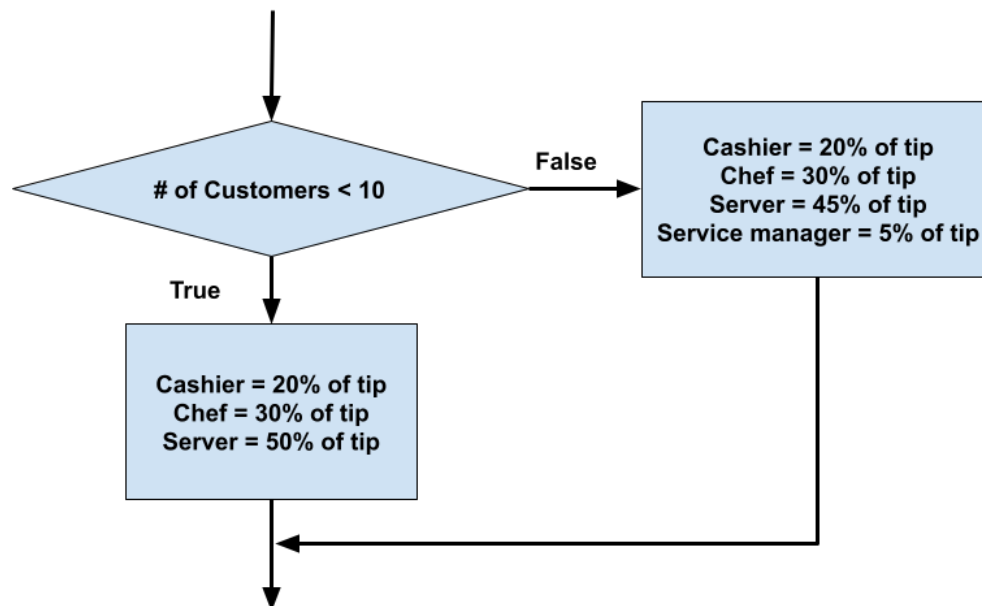 # of Customers < 10
False
Cashier = 20% of tip
Chef = 30% of tip
Server = 45% of tip
Service manager = 5% of tip
True
Cashier = 20% of tip
Chef = 30% of tip
Server = 50% of tip